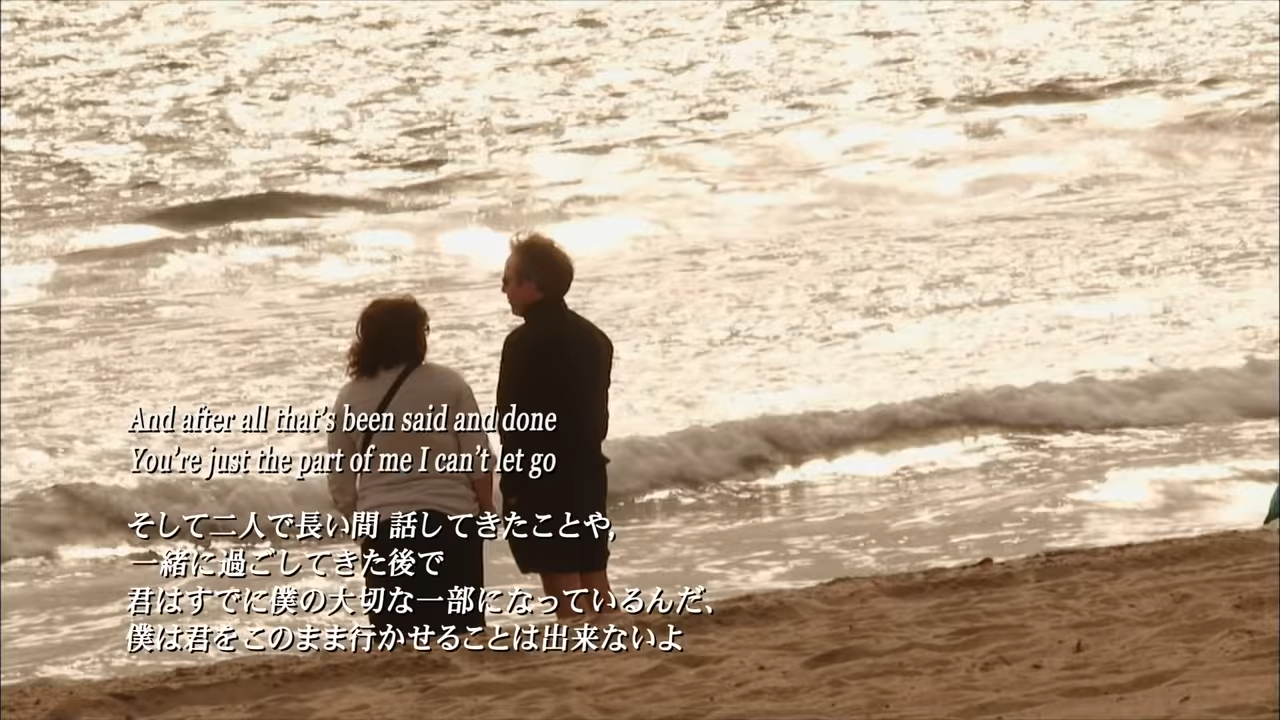 And after all that's been said and done
You're just the part of me I can't let go
そして二人で長い間 話してきたことや,
一緒に過ごしてきた後で
君はすでに僕の大切な一部になっているんだ、
僕は君をこのまま行かせることは出来ないよ